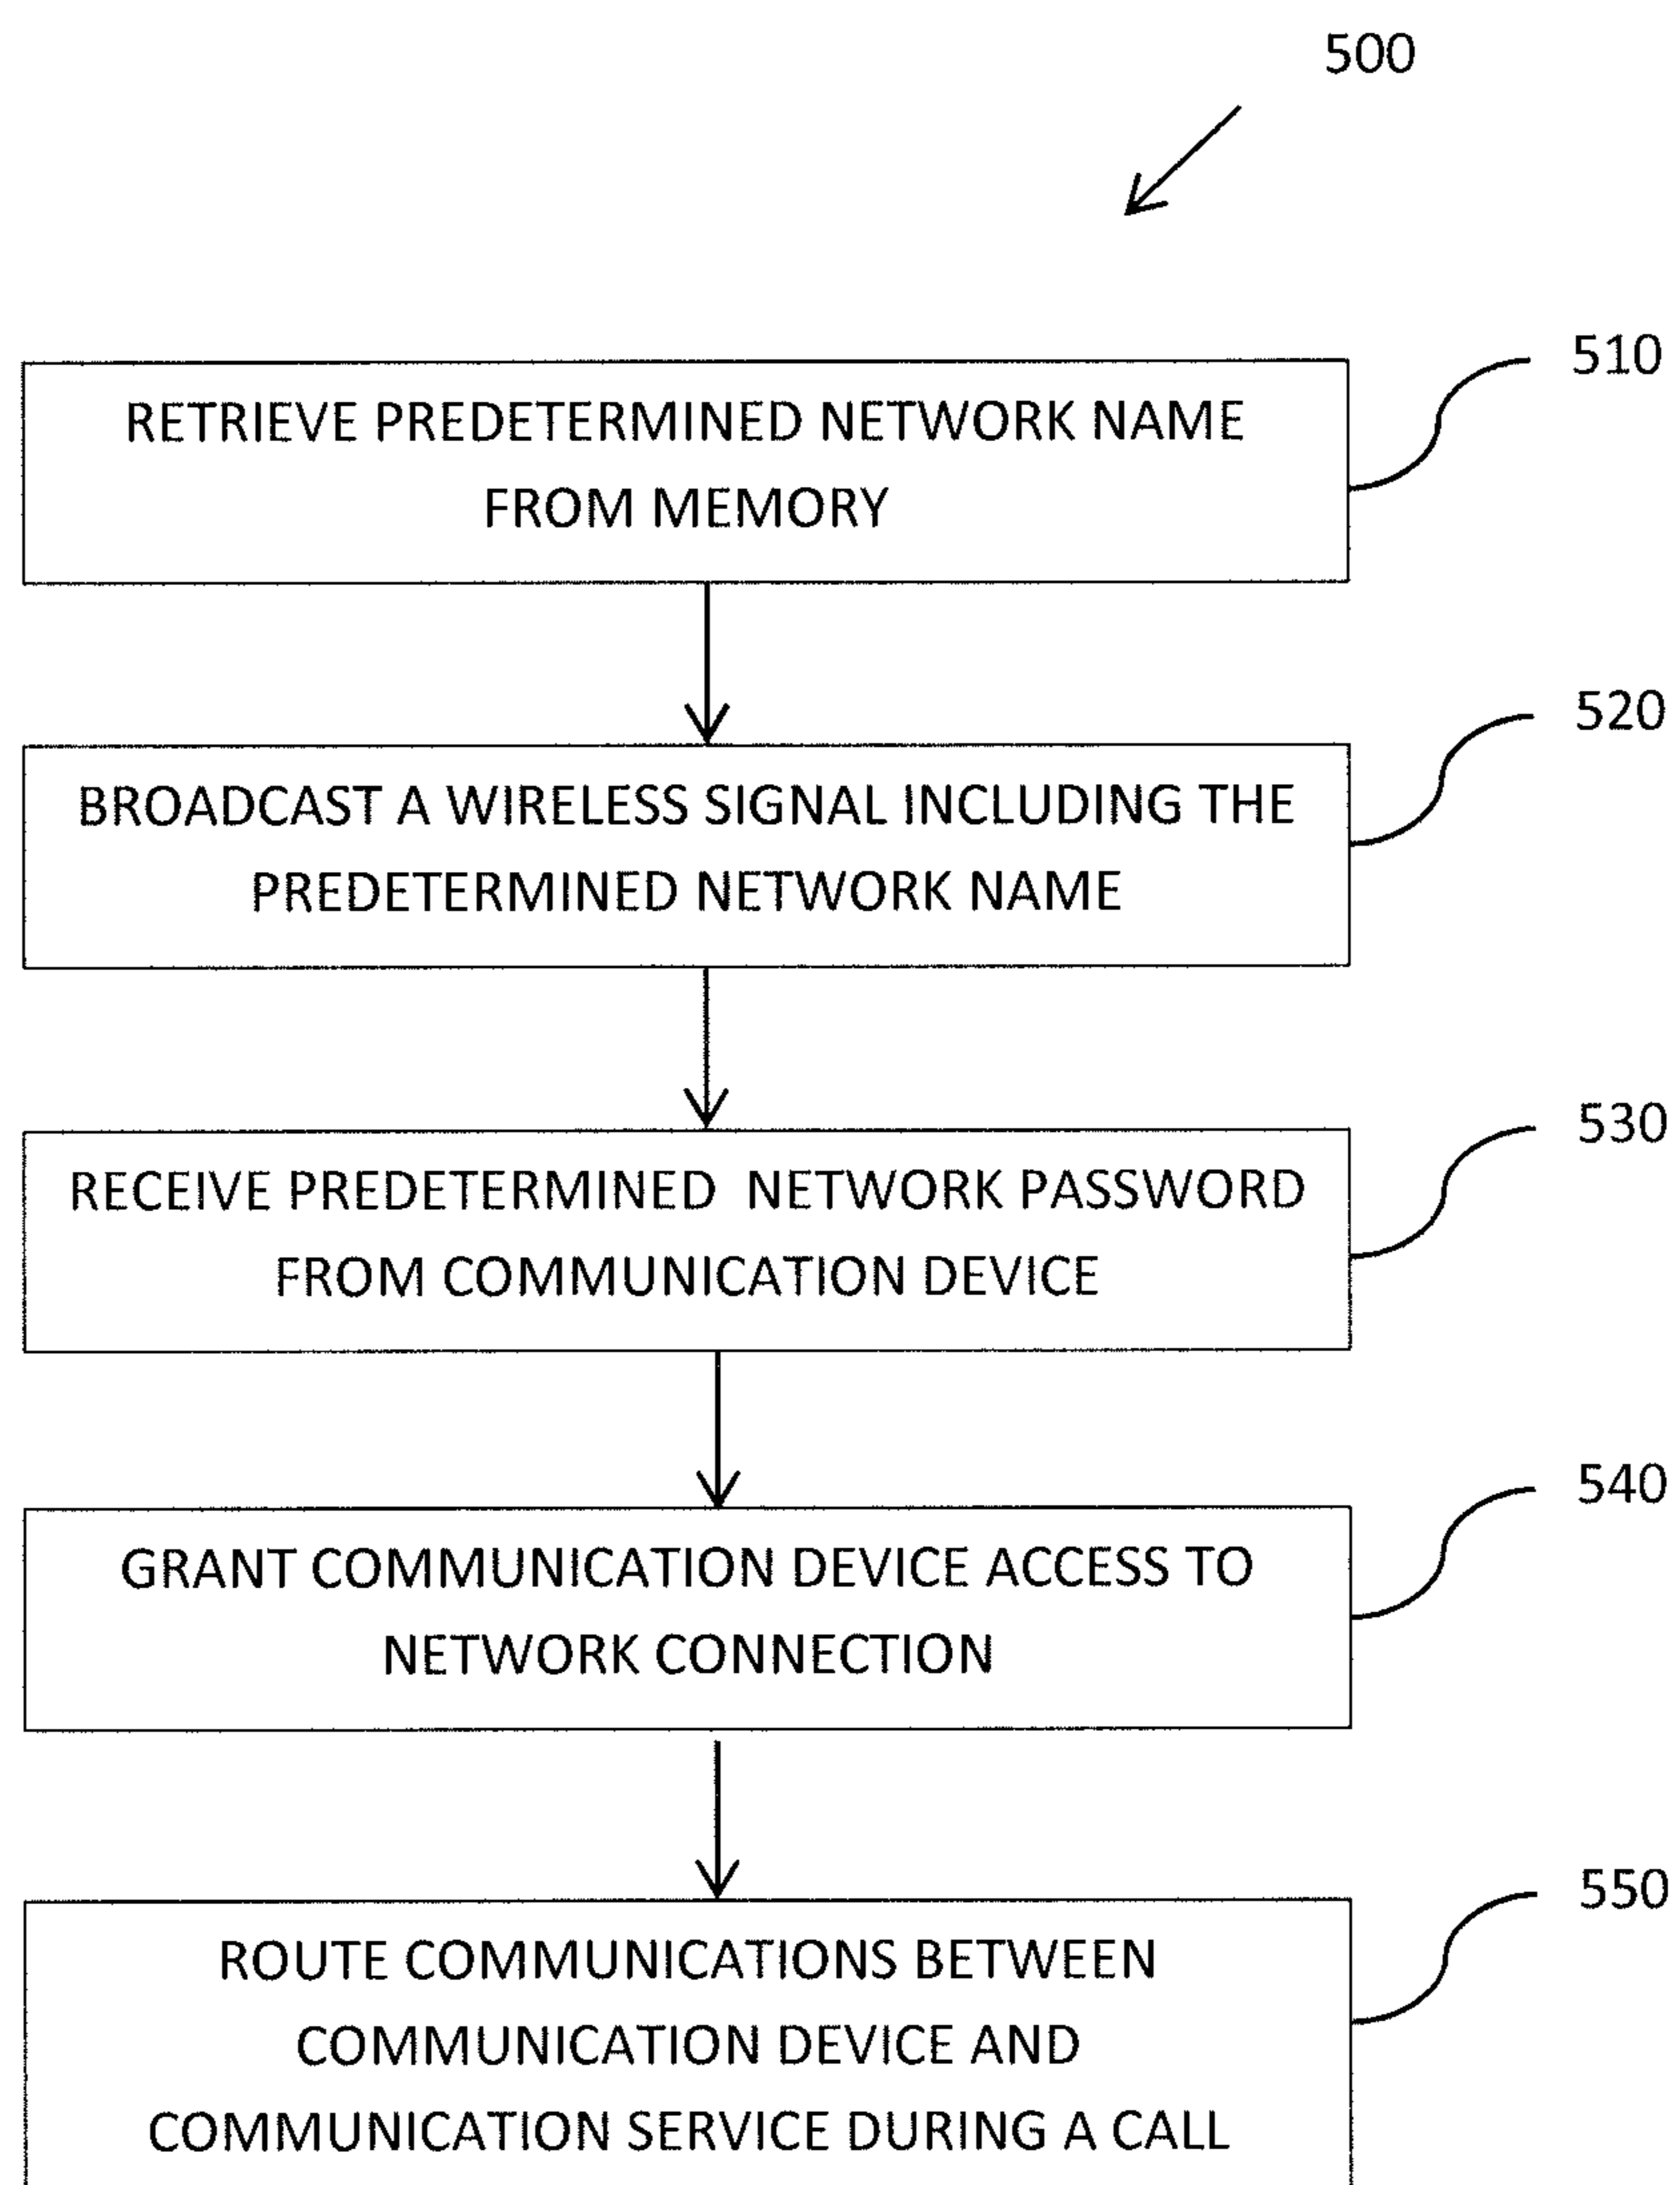 500
RETRIEVE PREDETERMINED NETWORK NAME
FROM MEMORY
510
BROADCAST A WIRELESS SIGNAL INCLUDING THE
PREDETERMINED NETWORK NAME
520
RECEIVE PREDETERMINED NETWORK PASSWORD
FROM COMMUNICATION DEVICE
530
GRANT COMMUNICATION DEVICE ACCESS TO
NETWORK CONNECTION
540
ROUTE COMMUNICATIONS BETWEEN
COMMUNICATION DEVICE AND
COMMUNICATION SERVICE DURING A CALL
550